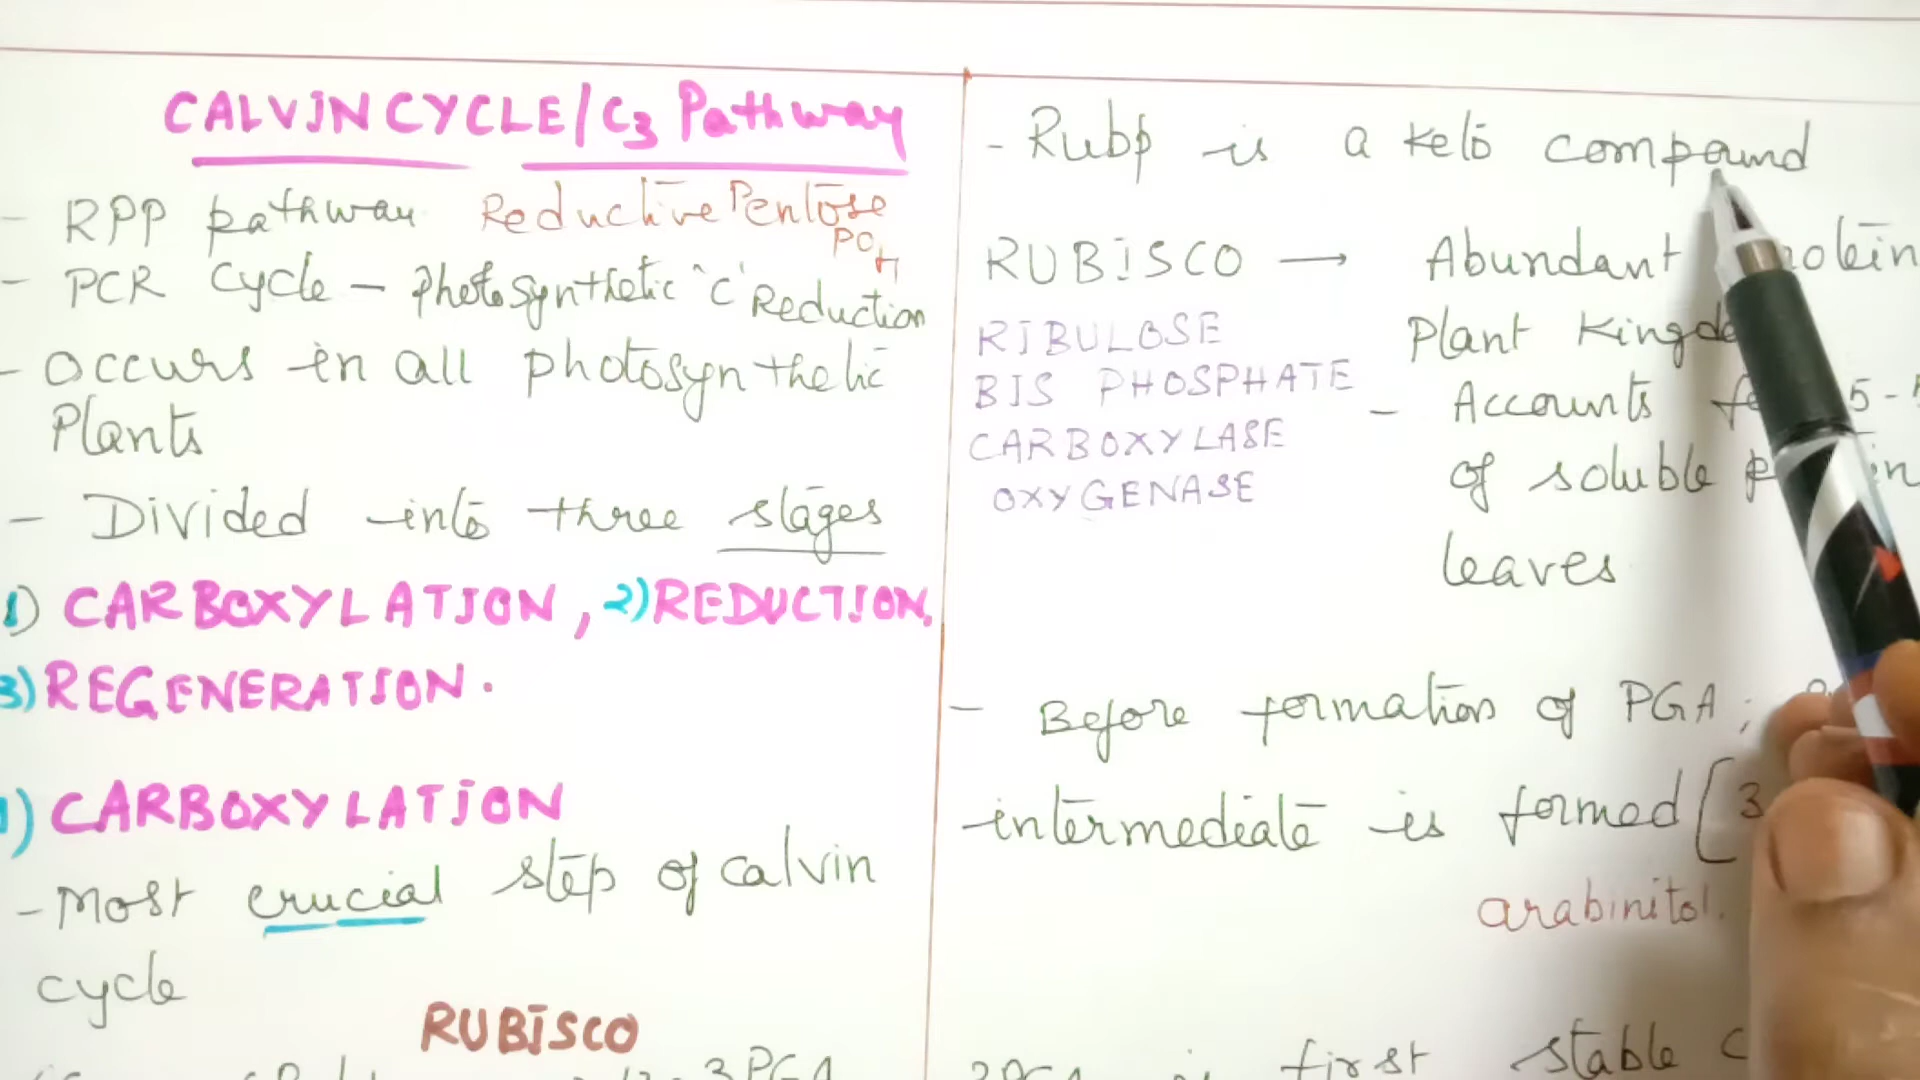 CALVIN CYCLE/C3 Pathway
- RPP pathway Reductive Pentose
PO4
- PCR Cycle - Photosynthetic 'C' Reduction
- Occurs in all photosynthetic
Plants
- Divided into three stages
1) CARBOXYLATION, 2) REDUCTION,
3) REGENERATION.
1) CARBOXYLATION
- Most crucial step of calvin
cycle
RUBISCO
3PGA
- Rubp is a keto compound
RUBISCO → Abundant
RIBULOSE
BIS PHOSPHATE
CARBOXYLASE
OXYGENASE
Plant
- Accounts
of soluble
leaves
- Before formation of PGA;
intermediate is formed [3
arabinitol.
first stable C